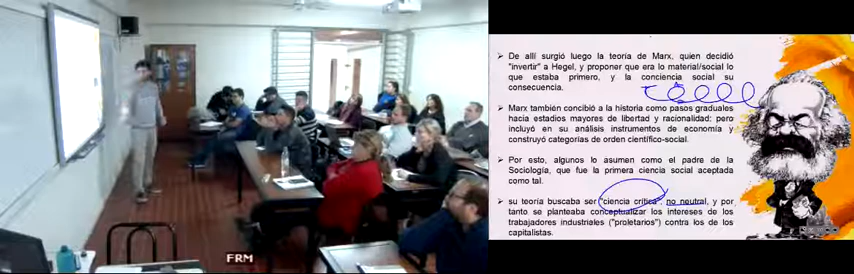 ➢ De allí surgió luego la teoría de Marx, quien decidió
"invertir" a Hegel, y proponer que era lo material/social lo
que estaba primero, y la conciencia social su
consecuencia.
➢ Marx también concibió a la historia como pasos graduales
hacia estadios mayores de libertad y racionalidad: pero
incluyó en su análisis instrumentos de economía y
construyó categorías de orden científico-social.
➢ Por esto, algunos lo asumen como el padre de la
Sociología, que fue la primera ciencia social aceptada
como tal.
➢ su teoría buscaba ser "ciencia crítica", no neutral, y por
tanto se planteaba conceptualizar los intereses de los
trabajadores industriales ("proletarios") contra los de los
capitalistas.
FRM